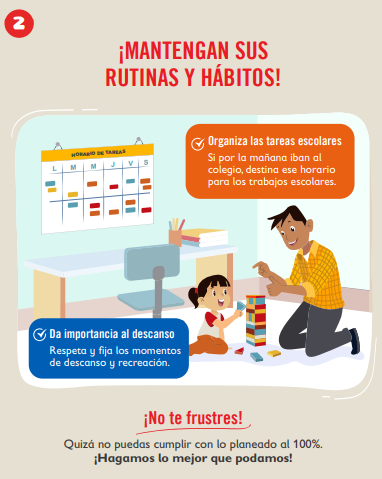 2
¡MANTENGAN SUS
RUTINAS Y HÁBITOS!
HORARIO DE TAREAS
L M M J V S
Organiza las tareas escolares
Si por la mañana iban al
colegio, destina ese horario
para los trabajos escolares.
Da importancia al descanso
Respeta y fija los momentos
de descanso y recreación.
¡No te frustres!
Quizá no puedas cumplir con lo planeado al 100%.
¡Hagamos lo mejor que podamos!